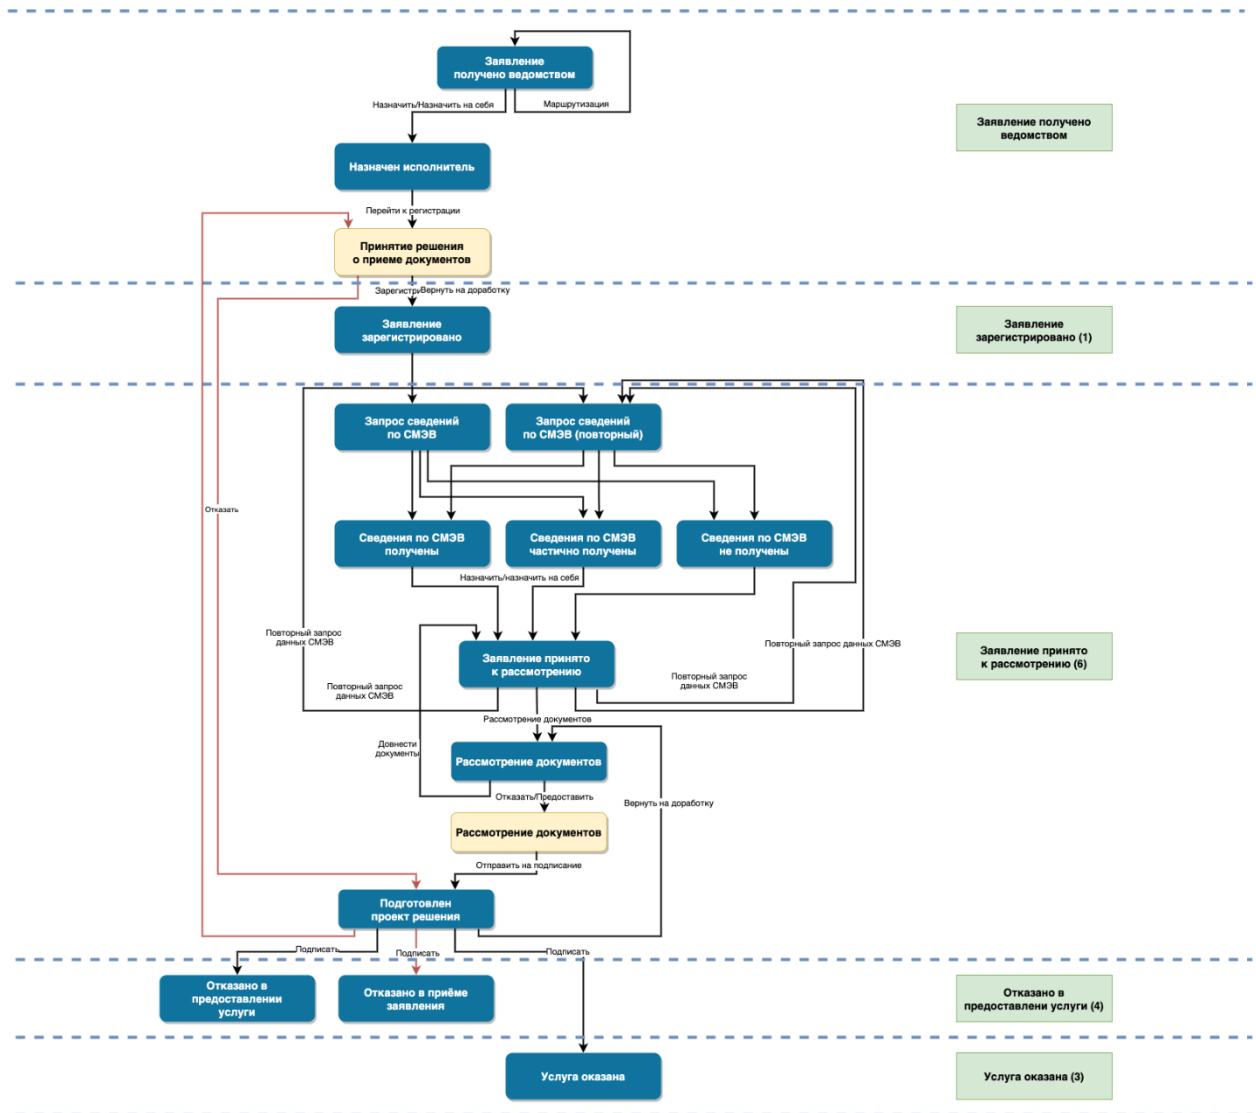 Заявление
получено ведомством
Назначить/Назначить на себя
Маршрутизация
Заявление получено
ведомством
Назначен исполнитель
Перейти к регистрации
Принятие решения
о приеме документов
Зарегистри
Вернуть на доработку
Заявление
зарегистрировано
Заявление
зарегистрировано (1)
Запрос сведений
по СМЭВ
Запрос сведений
по СМЭВ (повторный)
Отказать
Сведения по СМЭВ
получены
Сведения по СМЭВ
частично получены
Сведения по СМЭВ
не получены
Назначить/назначить на себя
Повторный запрос
данных СМЭВ
Повторный запрос данных СМЭВ
Заявление принято
к рассмотрению
Заявление принято
к рассмотрению (6)
Повторный запрос
данных СМЭВ
Повторный запрос
данных СМЭВ
Рассмотрение документов
Довнести
документы
Рассмотрение документов
Отказать/Предоставить
Вернуть на доработку
Рассмотрение документов
Отправить на подписание
Подготовлен
проект решения
Подписать
Подписать
Подписать
Отказано в
предоставлении
услуги
Отказано в приёме
заявления
Отказано в
предоставлени услуги (4)
Услуга оказана
Услуга оказана (3)